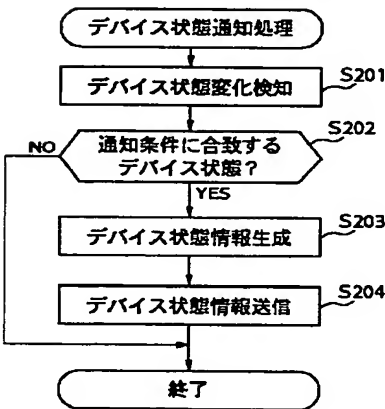 デバイス状態通知処理
デバイス状態変化検知
S201
通知条件に合致する
デバイス状態?
S202
NO
YES
デバイス状態情報生成
S203
デバイス状態情報送信
S204
終了